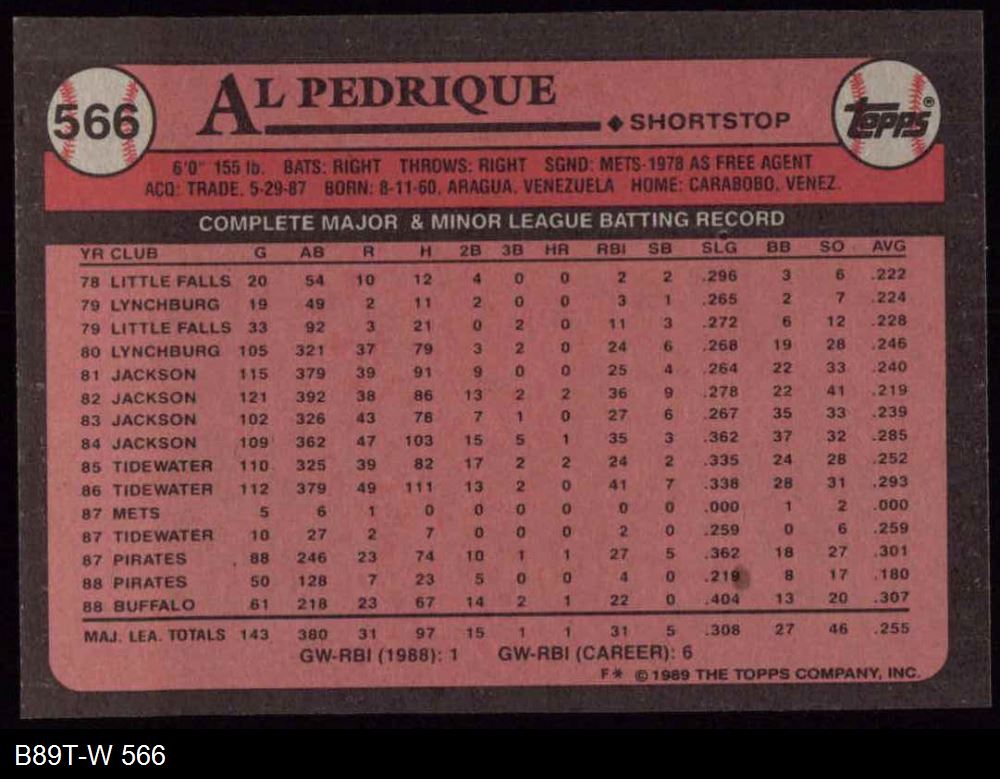 566
AL PEDRIQUE
◆ SHORTSTOP
TOPPS®
6'0" 155 lb. BATS: RIGHT THROWS: RIGHT SGND: METS-1978 AS FREE AGENT
ACQ: TRADE, 5-29-87 BORN: 8-11-60, ARAGUA, VENEZUELA HOME: CARABOBO, VENEZ.
COMPLETE MAJOR & MINOR LEAGUE BATTING RECORD
YR CLUB G AB R H 2B 3B HR RBI SB SLG BB SO AVG
78 LITTLE FALLS 20 54 10 12 4 0 0 2 2 .296 3 6 .222
79 LYNCHBURG 19 49 2 11 2 0 0 3 1 .265 2 7 .224
79 LITTLE FALLS 33 92 3 21 0 2 0 11 3 .272 6 12 .228
80 LYNCHBURG 105 321 37 79 3 2 0 24 6 .268 19 28 .246
81 JACKSON 115 379 39 91 9 0 0 25 4 .264 22 33 .240
82 JACKSON 121 392 38 86 13 2 2 36 9 .278 22 41 .219
83 JACKSON 102 326 43 78 7 1 0 27 6 .267 35 33 .239
84 JACKSON 109 362 47 103 15 5 1 35 3 .362 37 32 .285
85 TIDEWATER 110 325 39 82 17 2 2 24 2 .335 24 28 .252
86 TIDEWATER 112 379 49 111 13 2 0 41 7 .338 28 31 .293
87 METS 5 6 1 0 0 0 0 0 0 .000 1 2 .000
87 TIDEWATER 10 27 2 7 0 0 0 2 0 .259 0 6 .259
87 PIRATES 88 246 23 74 10 1 1 27 5 .362 18 27 .301
88 PIRATES 50 128 7 23 5 0 0 4 0 .219 8 17 .180
88 BUFFALO 61 218 23 67 14 2 1 22 0 .404 13 20 .307
MAJ. LEA. TOTALS 143 380 31 97 15 1 1 31 5 .308 27 46 .255
GW-RBI (1988): 1 GW-RBI (CAREER): 6
F* © 1989 THE TOPPS COMPANY, INC.
B89T-W 566